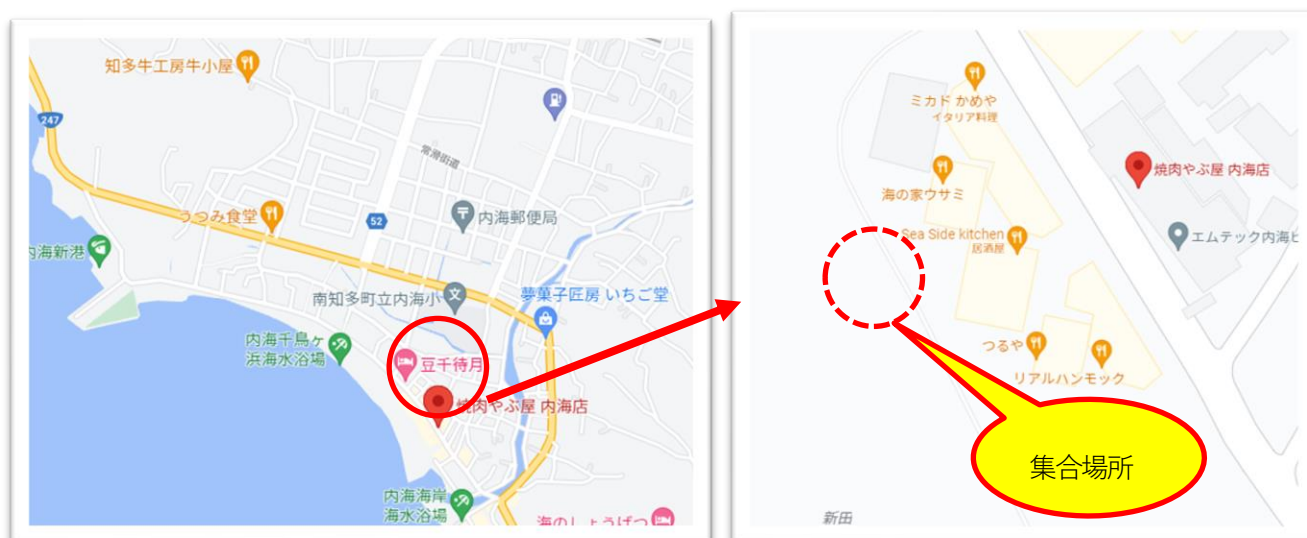 知多牛工房牛小屋
247
常滑街道
うつみ食堂
52
内海郵便局
内海新港
南知多町立内海小
夢菓子匠房 いちご堂
内海千鳥ヶ
浜海水浴場
豆千待月
焼肉やぶ屋 内海店
内海海岸
海水浴場
海のしょうげつ
ミカド かめや
イタリア料理
焼肉やぶ屋 内海店
海の家ウサミ
Sea Side kitchen
居酒屋
エムテック内海ビ
つるや
リアルハンモック
集合場所
新田